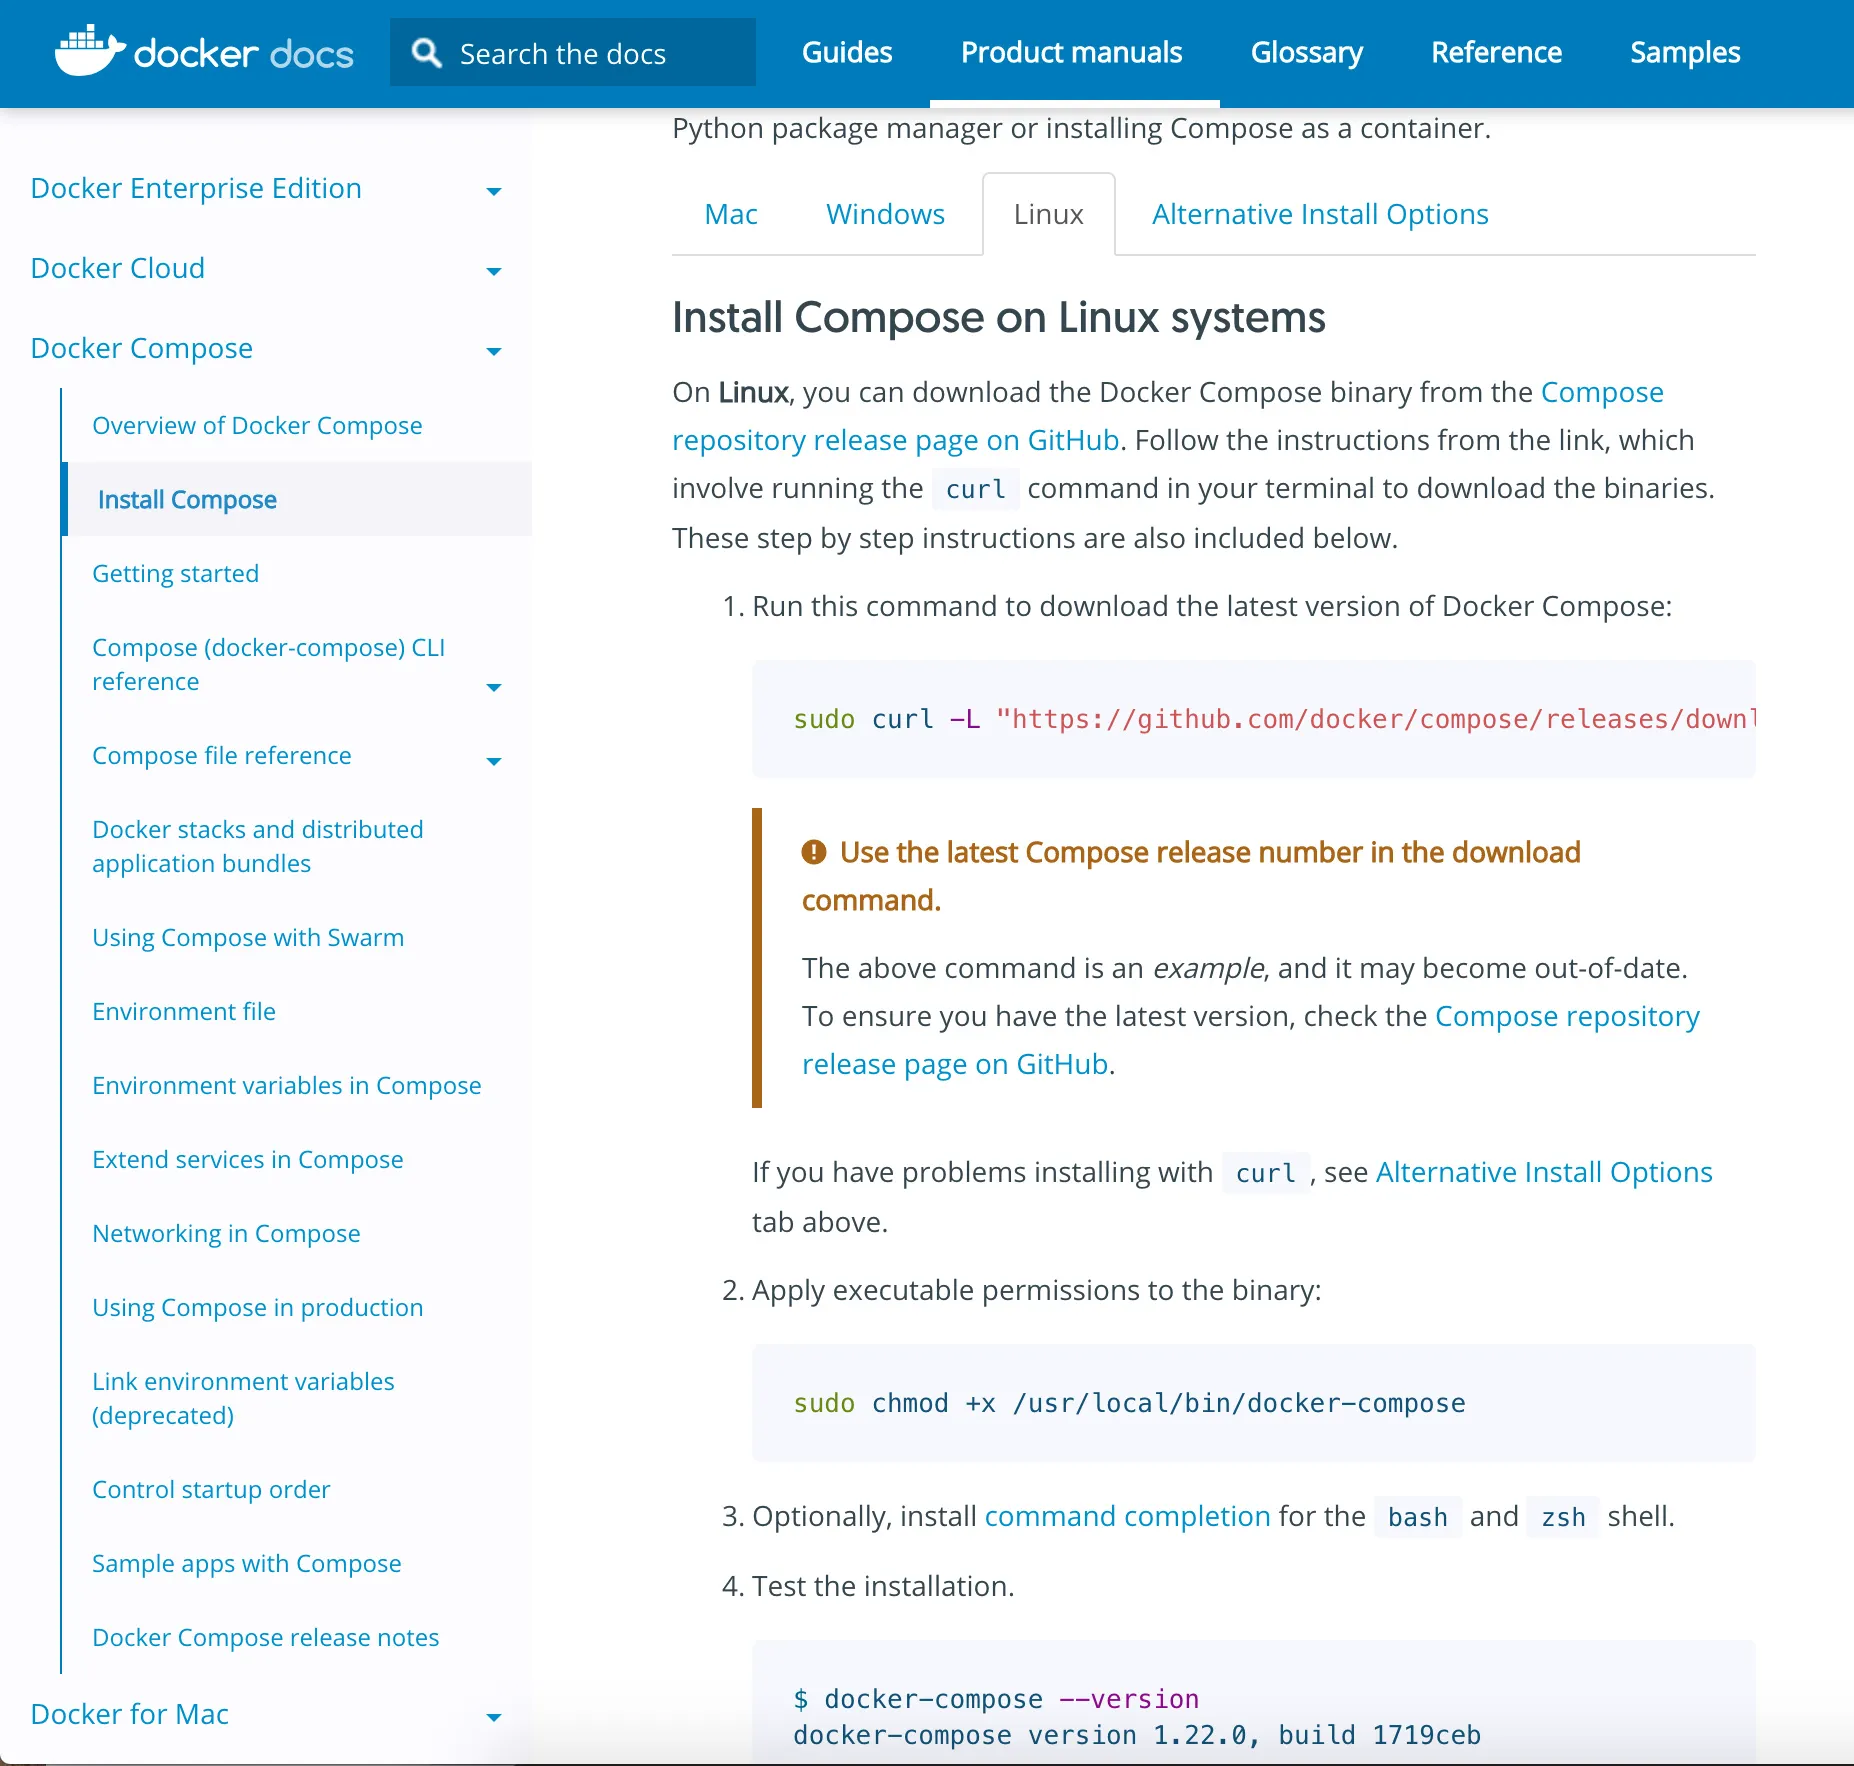 docker docs
Search the docs
Guides
Product manuals
Glossary
Reference
Samples
Docker Enterprise Edition
Docker Cloud
Docker Compose
Overview of Docker Compose
Install Compose
Getting started
Compose (docker-compose) CLI
reference
Compose file reference
Docker stacks and distributed
application bundles
Using Compose with Swarm
Environment file
Environment variables in Compose
Extend services in Compose
Networking in Compose
Using Compose in production
Link environment variables
(deprecated)
Control startup order
Sample apps with Compose
Docker Compose release notes
Docker for Mac
Python package manager or installing Compose as a container.
Mac
Windows
Linux
Alternative Install Options
Install Compose on Linux systems
On Linux, you can download the Docker Compose binary from the Compose
repository release page on GitHub. Follow the instructions from the link, which
involve running the curl command in your terminal to download the binaries.
These step by step instructions are also included below.
1. Run this command to download the latest version of Docker Compose:
sudo curl -L "https://github.com/docker/compose/releases/downl
Use the latest Compose release number in the download
command.
The above command is an example, and it may become out-of-date.
To ensure you have the latest version, check the Compose repository
release page on GitHub.
If you have problems installing with curl , see Alternative Install Options
tab above.
2. Apply executable permissions to the binary:
sudo chmod +x /usr/local/bin/docker-compose
3. Optionally, install command completion for the bash and zsh shell.
4. Test the installation.
$ docker-compose --version
docker-compose version 1.22.0, build 1719ceb